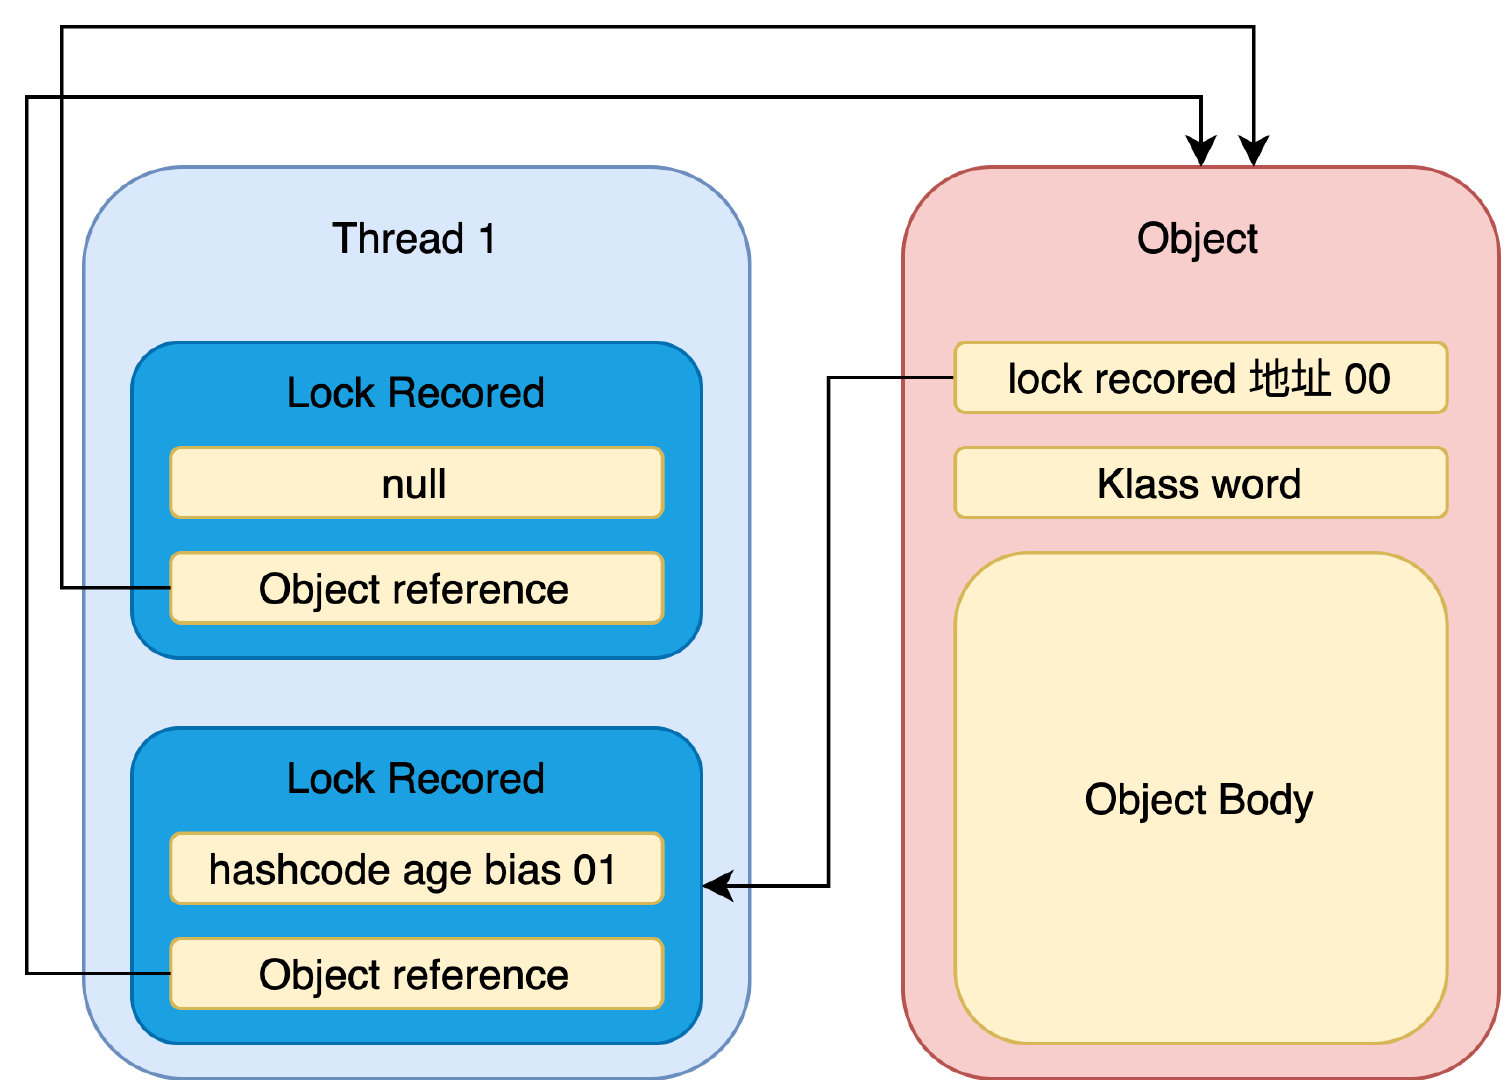 Thread 1
Lock Recored
null
Object reference
Lock Recored
hashcode age bias 01
Object reference
Object
lock recored 地址 00
Klass word
Object Body